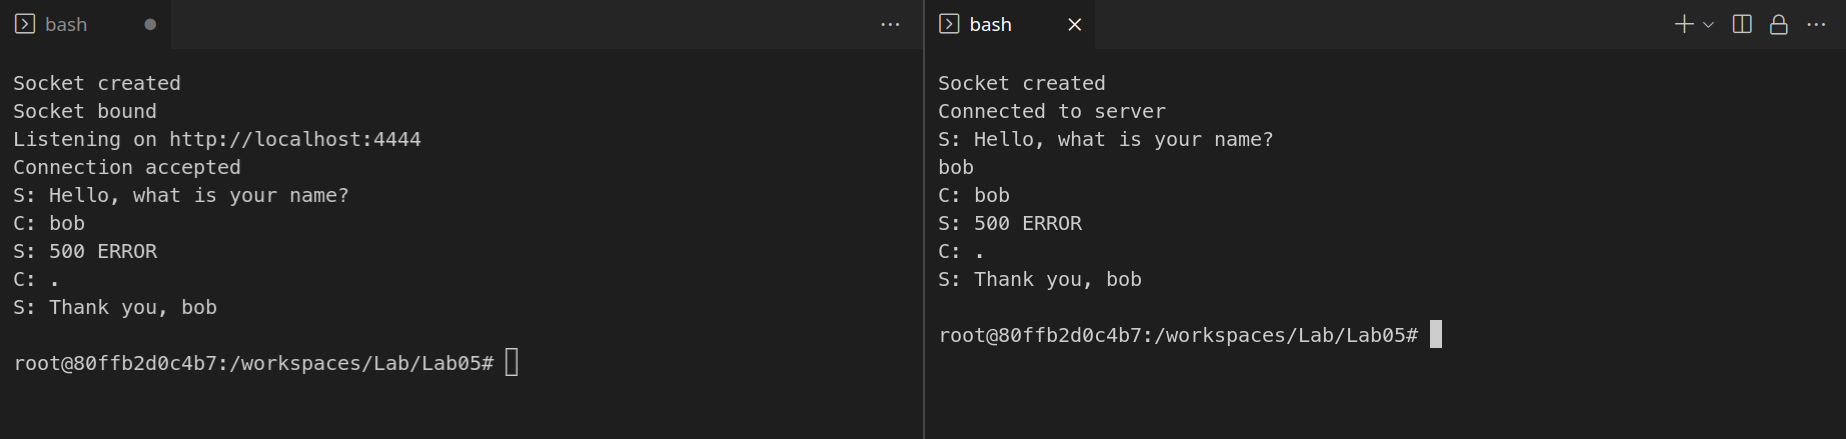 bash
Socket created
Socket bound
Listening on http://localhost:4444
Connection accepted
S: Hello, what is your name?
C: bob
S: 500 ERROR
C: .
S: Thank you, bob
root@80ffb2d0c4b7:/workspaces/Lab/Lab05#
bash
Socket created
Connected to server
S: Hello, what is your name?
bob
C: bob
S: 500 ERROR
C: .
S: Thank you, bob
root@80ffb2d0c4b7:/workspaces/Lab/Lab05#